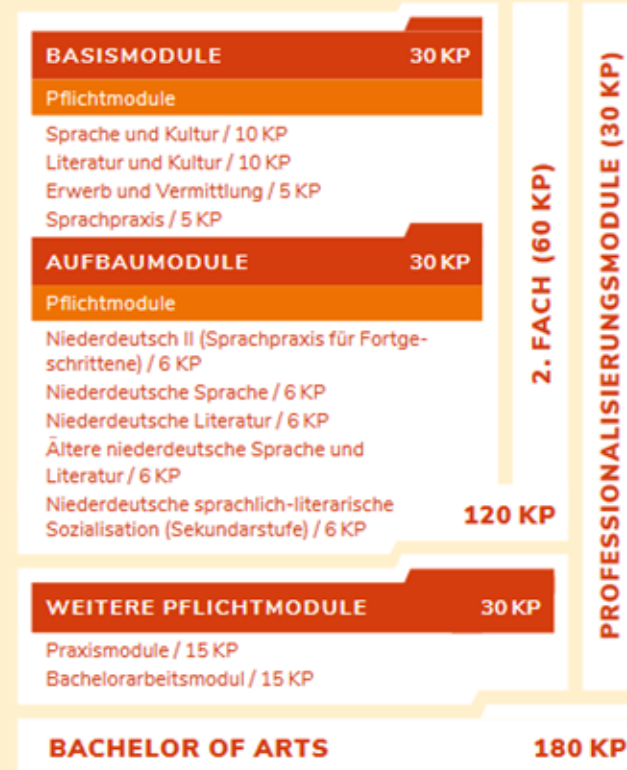 BASISMODULE 30 KP
Pflichtmodule
Sprache und Kultur / 10 KP
Literatur und Kultur / 10 KP
Erwerb und Vermittlung / 5 KP
Sprachpraxis / 5 KP
AUFBAUMODULE 30 KP
Pflichtmodule
Niederdeutsch II (Sprachpraxis für Fortge-
schrittene) / 6 KP
Niederdeutsche Sprache / 6 KP
Niederdeutsche Literatur / 6 KP
Ältere niederdeutsche Sprache und
Literatur / 6 KP
Niederdeutsche sprachlich-literarische
Sozialisation (Sekundarstufe) / 6 KP
120 KP
2. FACH (60 KP)
PROFESSIONALISIERUNGSMODULE (30 KP)
WEITERE PFLICHTMODULE 30 KP
Praxismodule / 15 KP
Bachelorarbeitsmodul / 15 KP
BACHELOR OF ARTS 180 KP